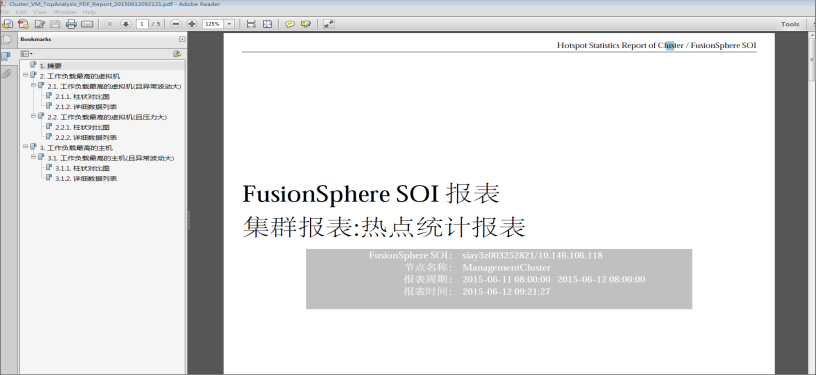 Cluster_VM_TopAnalysis_PDF_Report_20150612092121.pdf - Adobe Reader
File Edit View Window Help
1 / 5 125% Tools
Bookmarks
Hotspot Statistics Report of Cluster / FusionSphere SOI
1. 摘要
2. 工作负载最高的虚拟机
2.1. 工作负载最高的虚拟机(且异常波动大)
2.1.1. 柱状对比图
2.1.2. 详细数据列表
2.2. 工作负载最高的虚拟机(且压力大)
2.2.1. 柱状对比图
2.2.2. 详细数据列表
3. 工作负载最高的主机
3.1. 工作负载最高的主机(且异常波动大)
3.1.1. 柱状对比图
3.1.2. 详细数据列表
FusionSphere SOI 报表
集群报表:热点统计报表
FusionSphere SOI: siay3z003252821/10.146.106.118
节点名称: ManagementCluster
报表周期: 2015-06-11 08:00:00 2015-06-12 08:00:00
报表时间: 2015-06-12 09:21:27